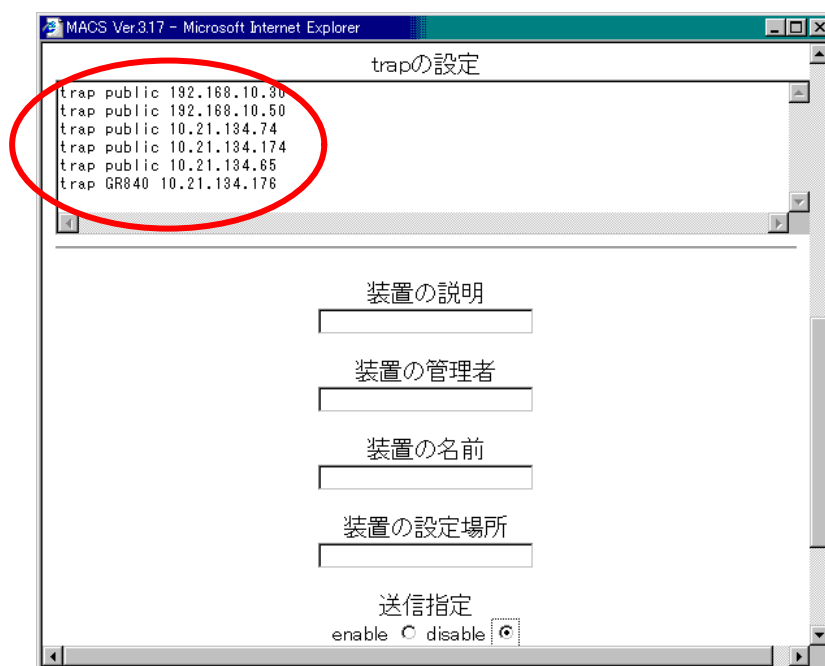 MACS Ver.3.17 - Microsoft Internet Explorer
trapの設定
trap public 192.168.10.30
trap public 192.168.10.50
trap public 10.21.134.74
trap public 10.21.134.174
trap public 10.21.134.65
trap GR840 10.21.134.176
装置の説明
装置の管理者
装置の名前
装置の設定場所
送信指定
enable disable